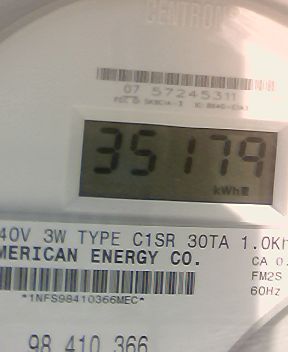 CENTRON
07 57245311
35179
kWh
40V 3W TYPE C1SR 30TA 1.0Kh
MERICAN ENERGY CO.
CA 0.
FM2S
60Hz
*1NFS98410366MEC*
98 410 366